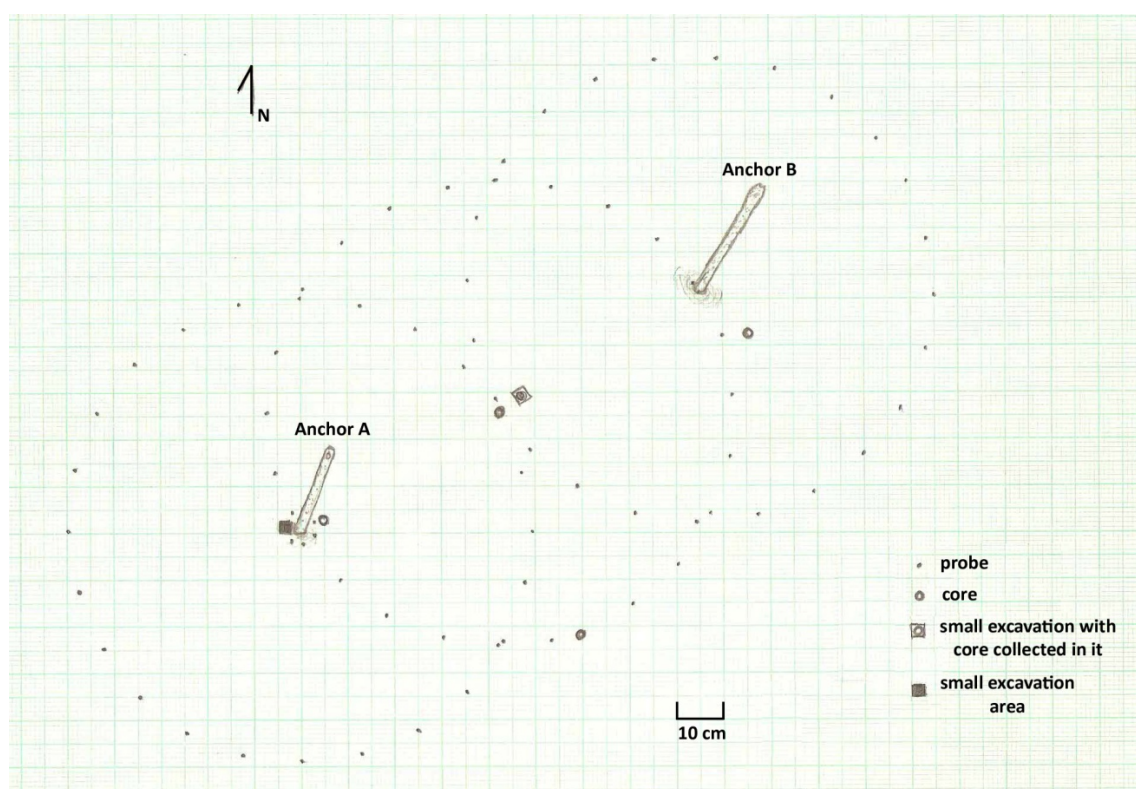 N
Anchor B
Anchor A
probe
core
small excavation with
core collected in it
small excavation
area
10 cm